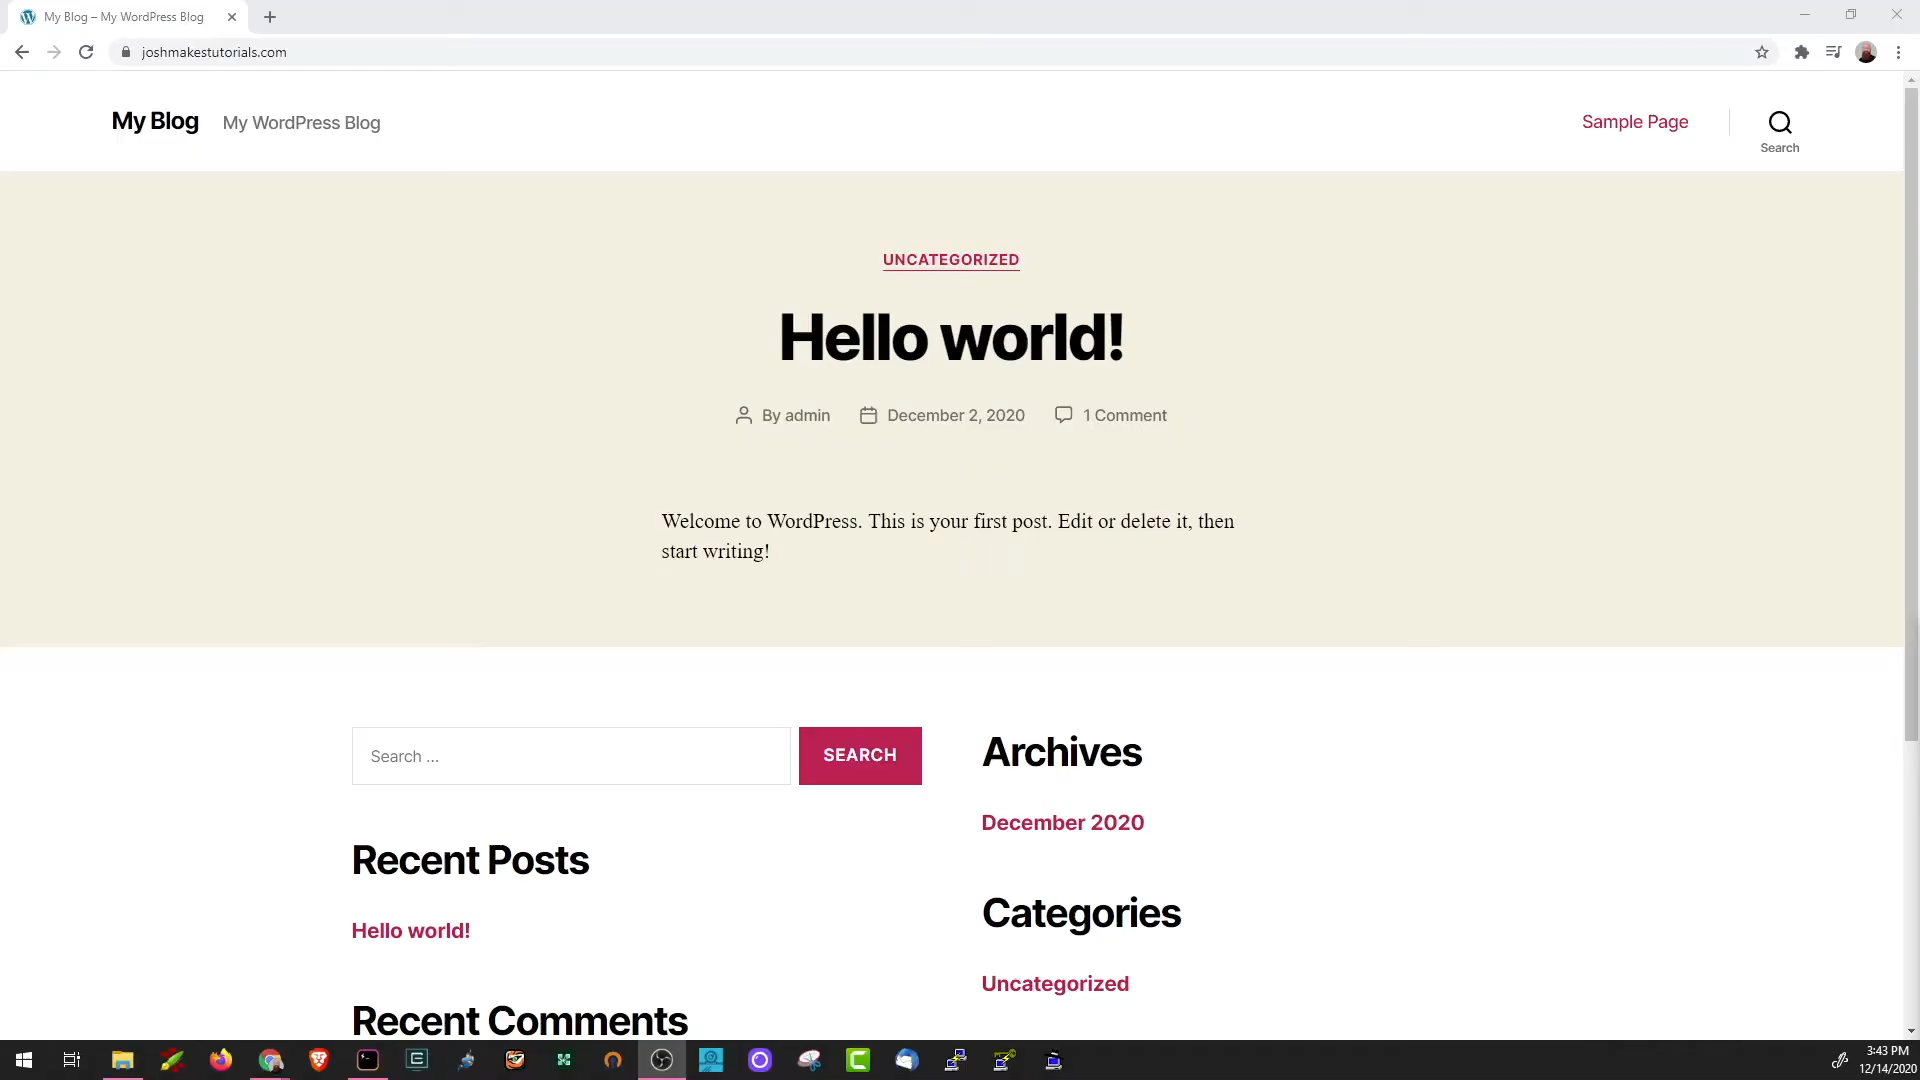 My Blog – My WordPress Blog
joshmakestutorials.com
My Blog
My WordPress Blog
Sample Page
Search
UNCATEGORIZED
Hello world!
By admin
December 2, 2020
1 Comment
Welcome to WordPress. This is your first post. Edit or delete it, then
start writing!
Search …
SEARCH
Archives
December 2020
Recent Posts
Hello world!
Categories
Uncategorized
Recent Comments
3:43 PM
12/14/2020